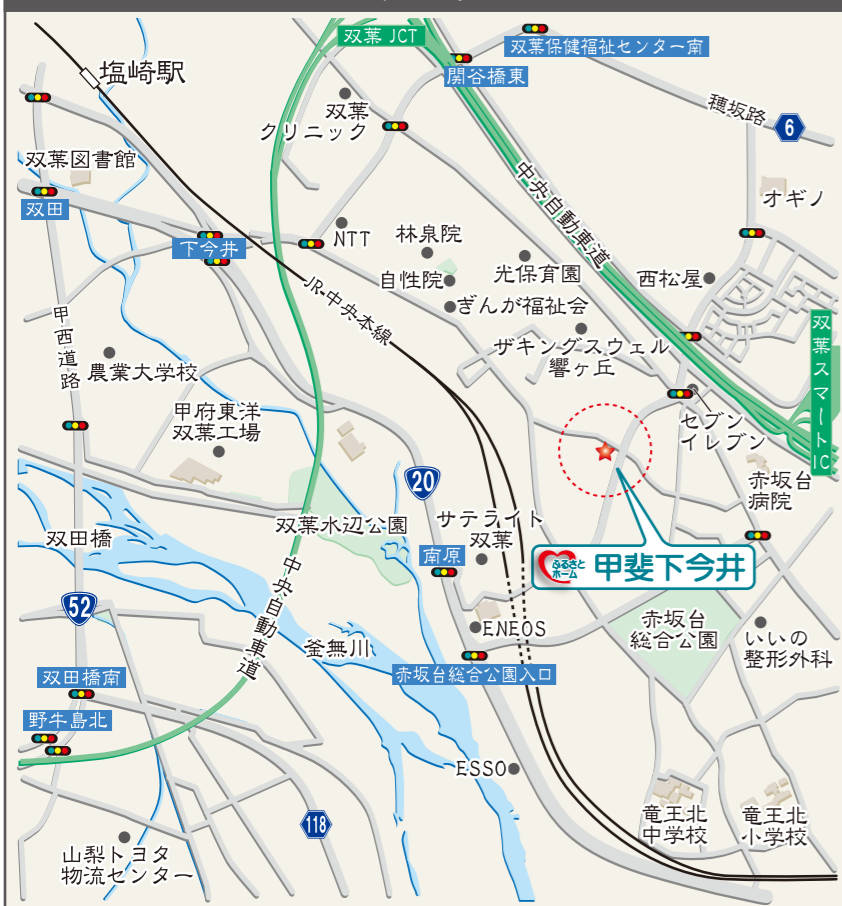 双葉 JCT
双葉保健福祉センター南
関谷橋東
塩崎駅
双葉
クリニック
穂坂路
6
双葉図書館
中央自動車道
オギノ
双田
下今井
NTT
林泉院
光保育園
西松屋
自性院
JR中央本線
ぎんが福祉会
甲西道路
ザキングスウェル
響ヶ丘
双葉スマートIC
農業大学校
セブン
イレブン
甲府東洋
双葉工場
赤坂台
病院
20
サテライト
双葉
双葉水辺公園
双田橋
南原
ふるさと
ホーム
甲斐下今井
中央自動車道
52
赤坂台
総合公園
ENEOS
いいの
整形外科
釜無川
双田橋南
赤坂台総合公園入口
野牛島北
ESSO
118
竜王北
中学校
竜王北
小学校
山梨トヨタ
物流センター